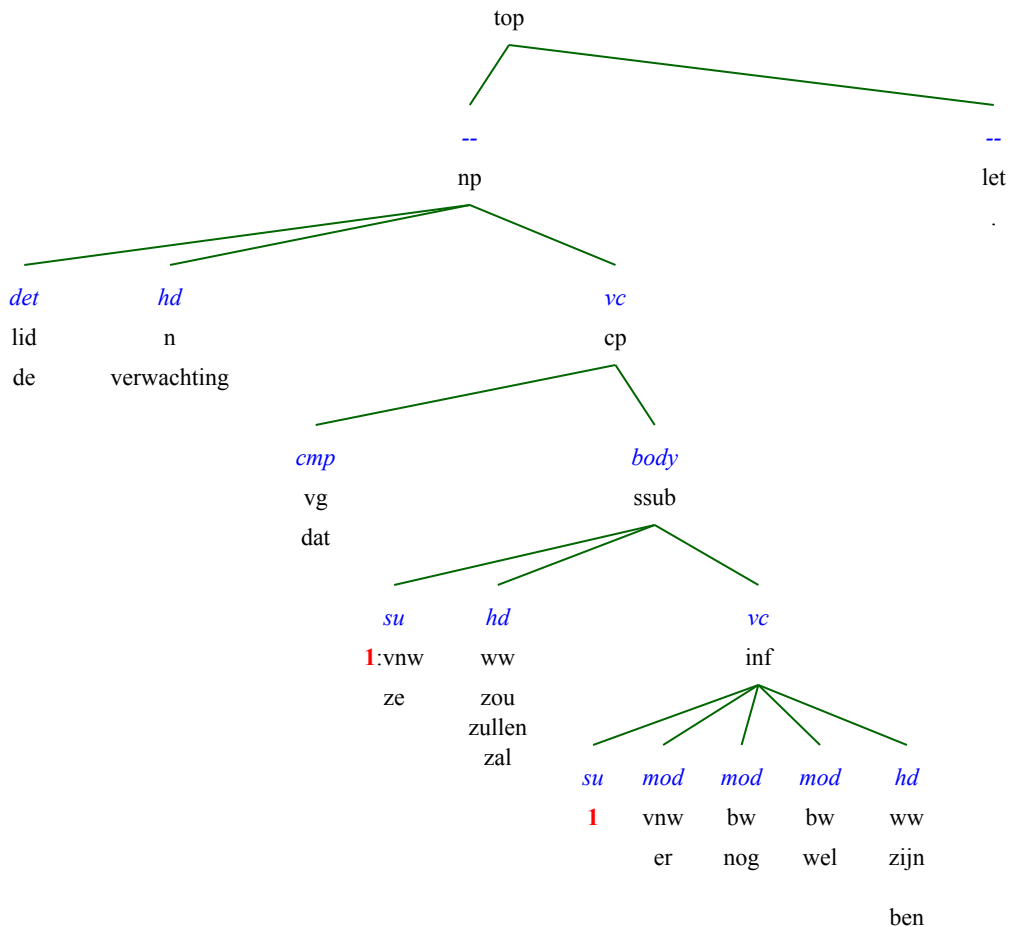 top
-- --
np let
.
det hd vc
lid n cp
de verwachting
cmp body
vg ssub
dat
su hd vc
1:vnw ww inf
ze zou
zullen
zal
su mod mod mod hd
1 vnw bw bw ww
er nog wel zijn
ben